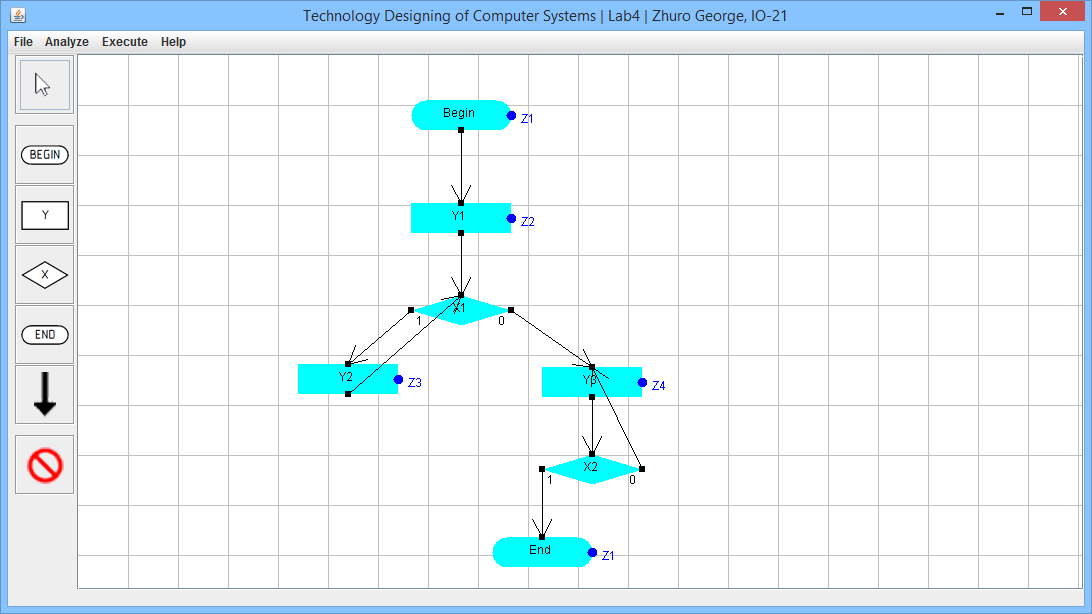 Technology Designing of Computer Systems | Lab4 | Zhuro George, IO-21
File Analyze Execute Help
BEGIN
Y
X
END
Begin
Z1
Y1
Z2
X1
1
0
Y2
Z3
Y3
Z4
X2
1
0
End
Z1